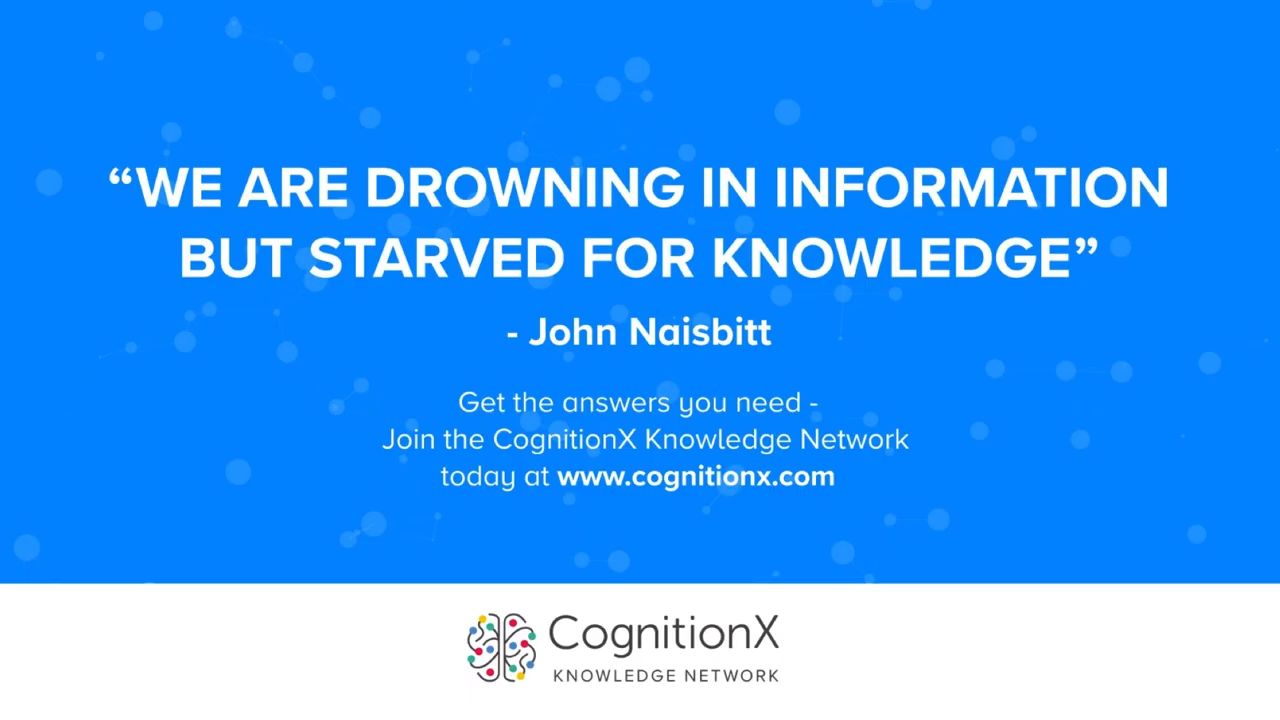 “WE ARE DROWNING IN INFORMATION
BUT STARVED FOR KNOWLEDGE”
- John Naisbitt
Get the answers you need -
Join the CognitionX Knowledge Network
today at www.cognitionx.com
CognitionX
KNOWLEDGE NETWORK